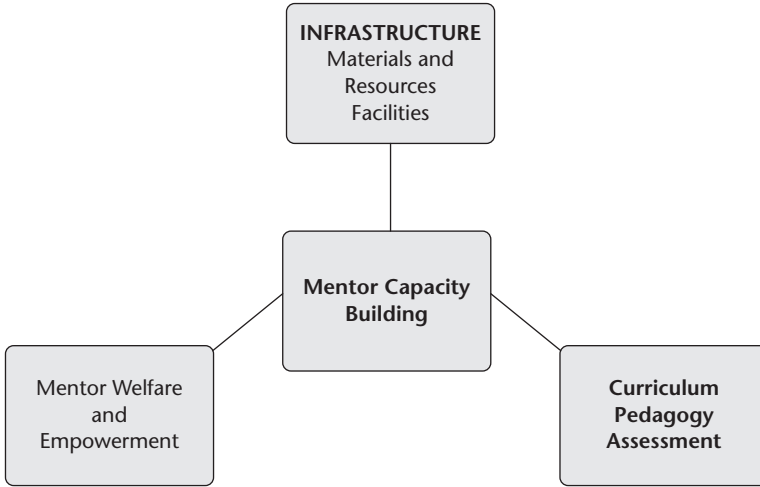 INFRASTRUCTURE
Materials and
Resources
Facilities
Mentor Capacity
Building
Mentor Welfare
and
Empowerment
Curriculum
Pedagogy
Assessment